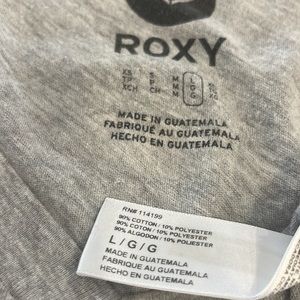 ROXY
XS S M L XL
TP P M G TG
XCH CH M G XG
MADE IN GUATEMALA
FABRIQUÉ AU GUATEMALA
HECHO EN GUATEMALA
RN# 114199
90% COTTON / 10% POLYESTER
90% COTON / 10% POLYESTER
90% ALGODON / 10% POLIESTER
L / G / G
MADE IN GUATEMALA
FABRIQUE AU GUATEMALA
HECHO EN GUATEMALA